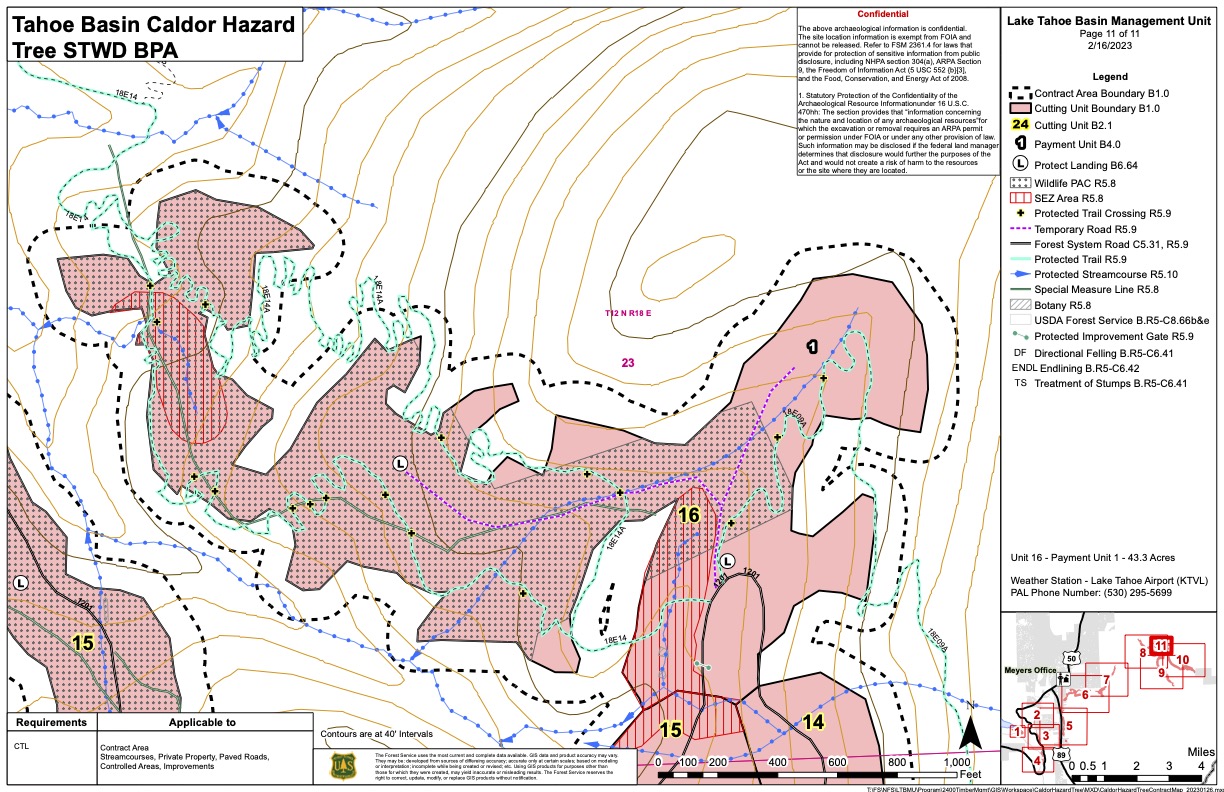 Tahoe Basin Caldor Hazard
Tree STWD BPA
Confidential
The above archaeological information is confidential.
The site location information is exempt from FOIA and
cannot be released. Refer to FSM 2361.4 for laws that
provide for protection of sensitive information from public
disclosure, including NHPA section 304(a), ARPA Section
9, the Freedom of Information Act (5 USC 552 {b}[3],
and the Food, Conservation, and Energy Act of 2008.
1. Statutory Protection of the Confidentiality of the
Archaeological Resource Informationunder 16 U.S.C.
470hh: The section provides that "information concerning
the nature and location of any archaeological resources"for
which the excavation or removal requires an ARPA permit
or permission under FOIA or under any other provision of law.
Such information may be disclosed if the federal land manager
determines that disclosure would further the purposes of the
Act and would not create a risk of harm to the resources
or the site where they are located.
Lake Tahoe Basin Management Unit
Page 11 of 11
2/16/2023
Legend
Contract Area Boundary B1.0
Cutting Unit Boundary B1.0
24 Cutting Unit B2.1
1 Payment Unit B4.0
L Protect Landing B6.64
Wildlife PAC R5.8
SEZ Area R5.8
Protected Trail Crossing R5.9
Temporary Road R5.9
Forest System Road C5.31, R5.9
Protected Trail R5.9
Protected Streamcourse R5.10
Special Measure Line R5.8
Botany R5.8
USDA Forest Service B.R5-C8.66b&e
Protected Improvement Gate R5.9
DF Directional Felling B.R5-C6.41
ENDL Endlining B.R5-C6.42
TS Treatment of Stumps B.R5-C6.41
Unit 16 - Payment Unit 1 - 43.3 Acres
Weather Station - Lake Tahoe Airport (KTVL)
PAL Phone Number: (530) 295-5699
18E14
18E14
18E14A
18E14A
T12 N R18 E
23
1
18E09A
L
16
L
1201
1201
18E14A
18E14
18E09A
L
1201
15
15
14
N
Meyers Office
50
89
11
8
10
9
7
6
2
5
1
3
4
Miles
0 0.5 1 2 3 4
Requirements
Applicable to
CTL
Contract Area
Streamcourses, Private Property, Paved Roads,
Controlled Areas, Improvements
Contours are at 40' Intervals
The Forest Service uses the most current and complete data available. GIS data and product accuracy may vary.
They may be: developed from sources of differing accuracy; accurate only at certain scales; based on modeling
or interpretation; incomplete while being created or revised; etc. Using GIS products for purposes other than
those for which they were created, may yield inaccurate or misleading results. The Forest Service reserves the
right to correct, update, modify, or replace GIS products without notification.
0 100 200 400 600 800 1,000
Feet
T:\FS\NFS\LTBMU\Program\2400TimberMgmt\GIS\Workspace\CaldorHazardTree\MXD\CaldorHazardTreeContractMap_20230126.mxd